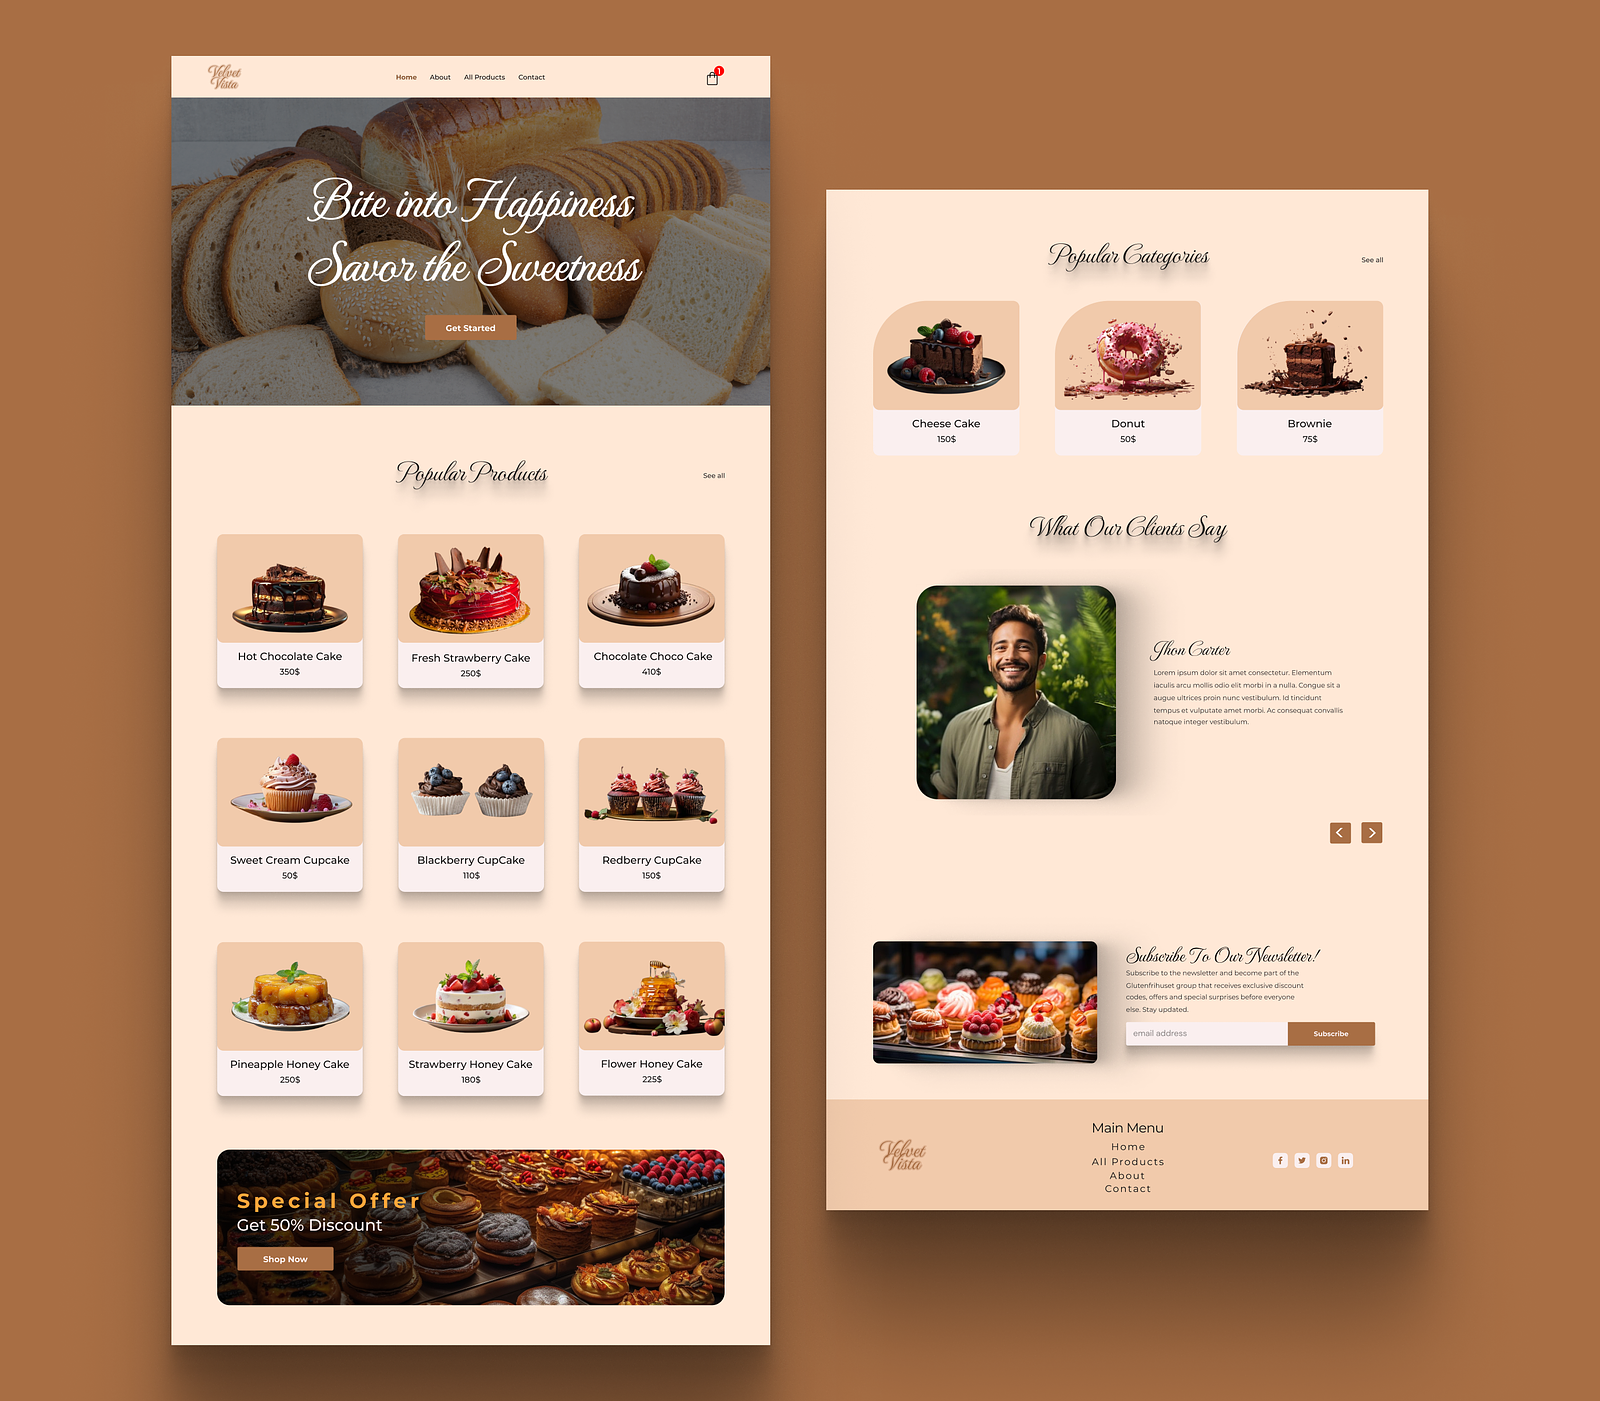 Velvet
Vista
Home About All Products Contact
1
Bite into Happiness
Savor the Sweetness
Get Started
Popular Products
See all
Hot Chocolate Cake
350$
Fresh Strawberry Cake
250$
Chocolate Choco Cake
410$
Sweet Cream Cupcake
50$
Blackberry CupCake
110$
Redberry CupCake
150$
Pineapple Honey Cake
250$
Strawberry Honey Cake
180$
Flower Honey Cake
225$
Special Offer
Get 50% Discount
Shop Now
Popular Categories
See all
Cheese Cake
150$
Donut
50$
Brownie
75$
What Our Clients Say
Jhon Carter
Lorem ipsum dolor sit amet consectetur. Elementum
iaculis arcu mollis odio elit morbi in a nulla. Congue sit a
augue ultrices proin nunc vestibulum. Id tincidunt
tempus et vulputate amet morbi. Ac consequat convallis
natoque integer vestibulum.
Subscribe To Our Newsletter!
Subscribe to the newsletter and become part of the
Glutenfrihuset group that receives exclusive discount
codes, offers and special surprises before everyone
else. Stay updated.
email address
Subscribe
Velvet
Vista
Main Menu
Home
All Products
About
Contact